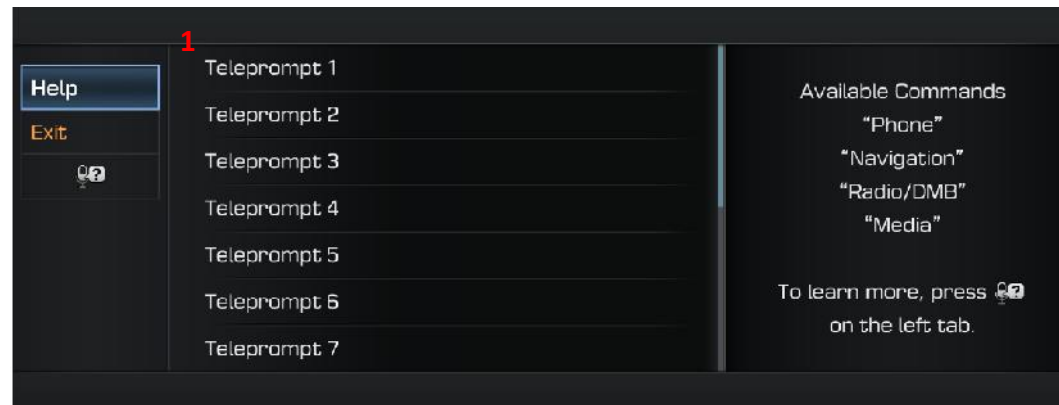 1
Help
Exit
Teleprompt 1
Teleprompt 2
Teleprompt 3
Teleprompt 4
Teleprompt 5
Teleprompt 6
Teleprompt 7
Available Commands
“Phone”
“Navigation”
“Radio/DMB”
“Media”
To learn more, press ?
on the left tab.